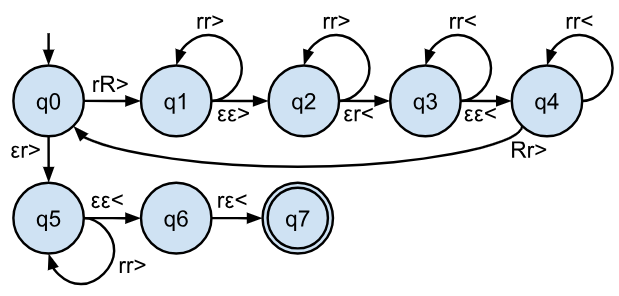 rr> rr> rr< rr<
q0 rR> q1 εε> q2 εr< q3 εε< q4
εr> Rr>
q5 εε< q6 rε< q7
rr>